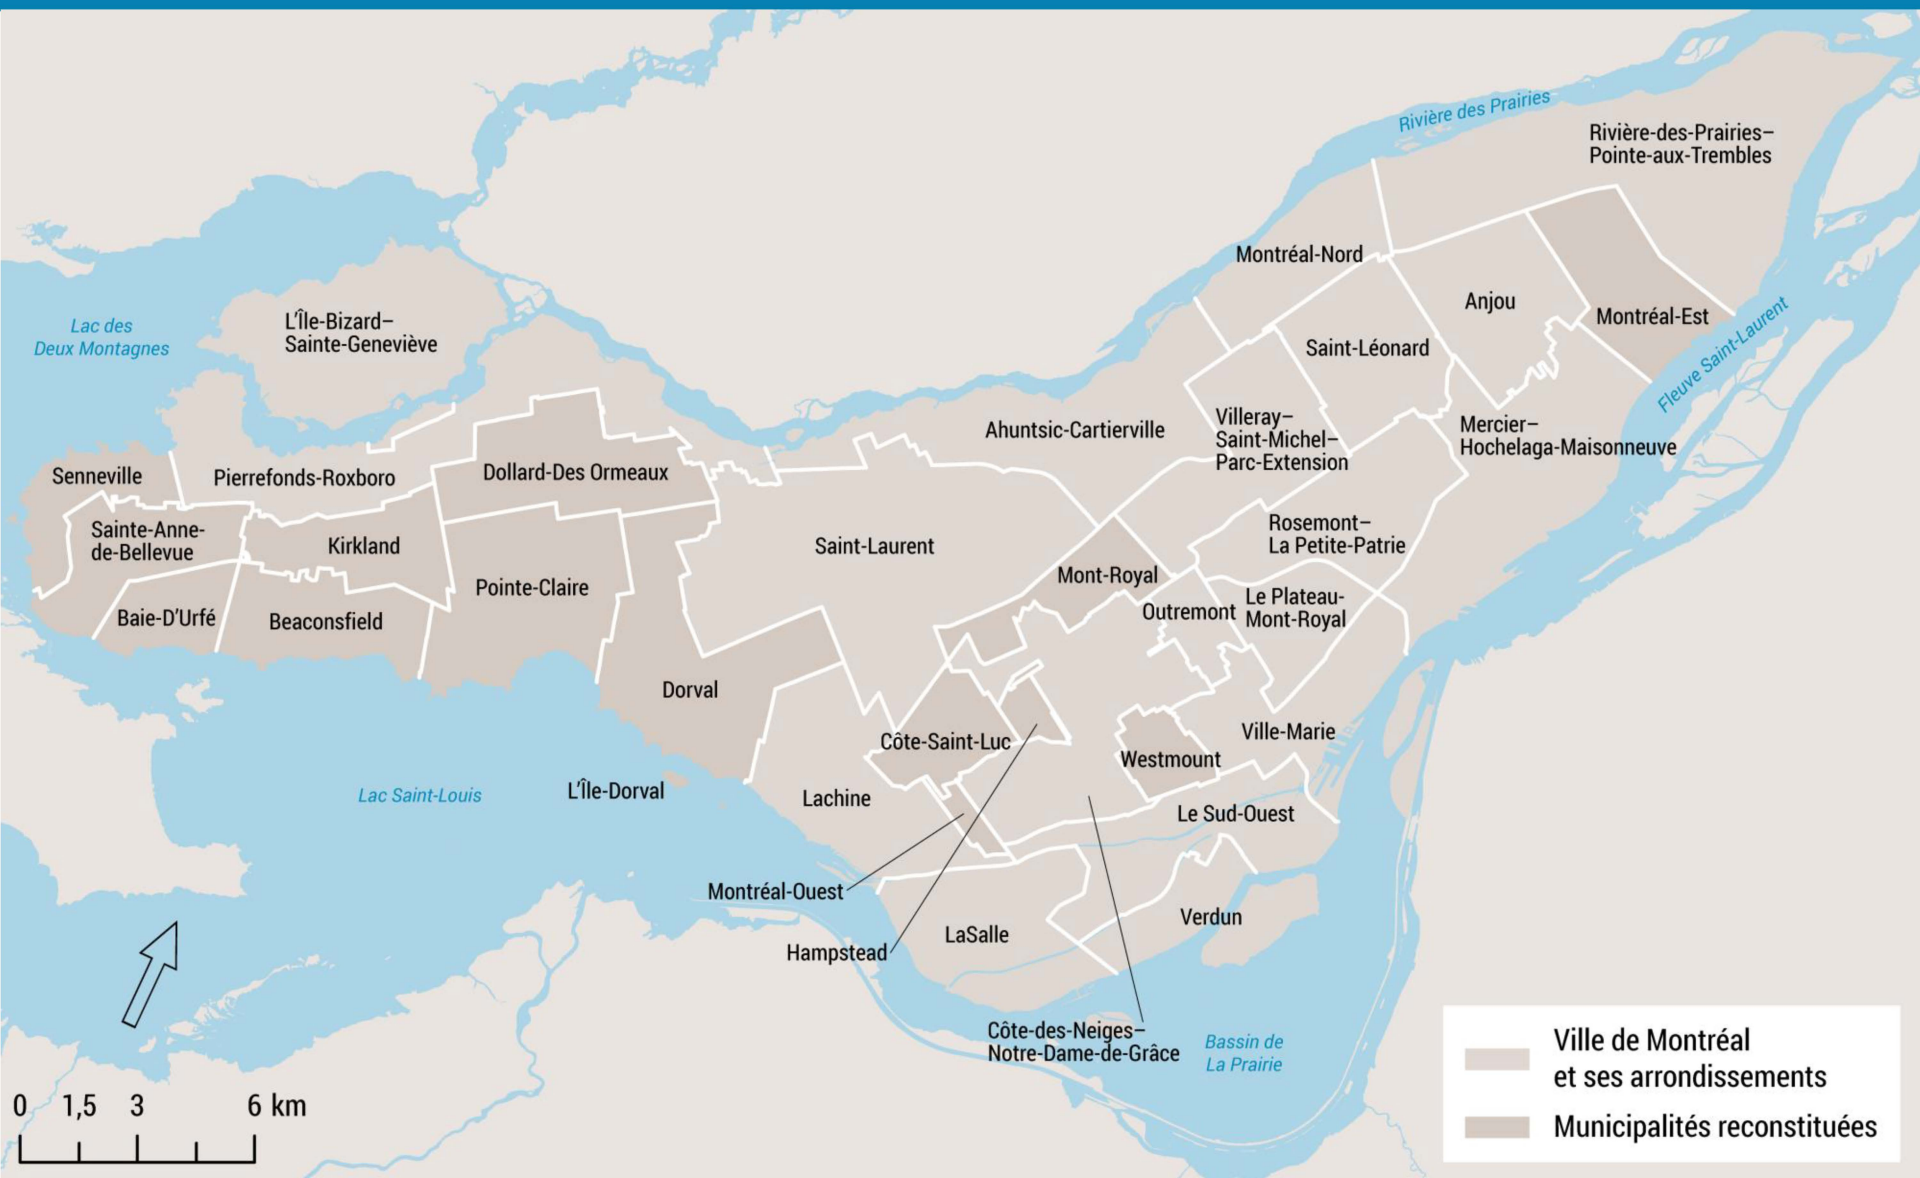 Rivière des Prairies
Rivière-des-Prairies–
Pointe-aux-Trembles
Montréal-Nord
Anjou
Montréal-Est
Fleuve Saint-Laurent
Lac des
Deux Montagnes
L'Île-Bizard–
Sainte-Geneviève
Saint-Léonard
Ahuntsic-Cartierville
Villeray–
Saint-Michel–
Parc-Extension
Mercier–
Hochelaga-Maisonneuve
Senneville
Pierrefonds-Roxboro
Dollard-Des Ormeaux
Sainte-Anne-
de-Bellevue
Kirkland
Saint-Laurent
Rosemont–
La Petite-Patrie
Pointe-Claire
Mont-Royal
Baie-D'Urfé
Beaconsfield
Outremont
Le Plateau-
Mont-Royal
Dorval
Côte-Saint-Luc
Ville-Marie
Westmount
Lac Saint-Louis
L'Île-Dorval
Lachine
Le Sud-Ouest
Montréal-Ouest
Verdun
LaSalle
Hampstead
Côte-des-Neiges–
Notre-Dame-de-Grâce
Bassin de
La Prairie
0 1,5 3 6 km
Ville de Montréal
et ses arrondissements
Municipalités reconstituées